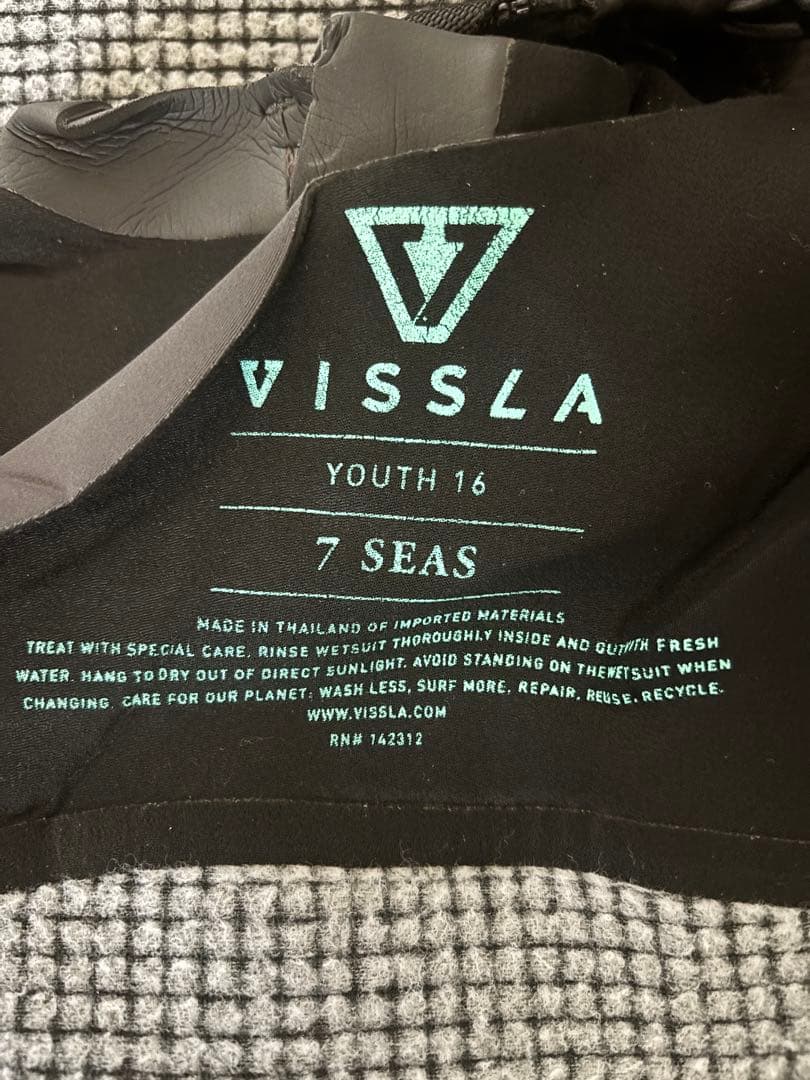 VISSLA
YOUTH 16
7 SEAS
MADE IN THAILAND OF IMPORTED MATERIALS
TREAT WITH SPECIAL CARE. RINSE WETSUIT THOROUGHLY INSIDE AND OUT WITH FRESH
WATER. HANG TO DRY OUT OF DIRECT SUNLIGHT. AVOID STANDING ON THE WETSUIT WHEN
CHANGING. CARE FOR OUR PLANET: WASH LESS, SURF MORE, REPAIR, REUSE, RECYCLE.
WWW.VISSLA.COM
RN# 142312